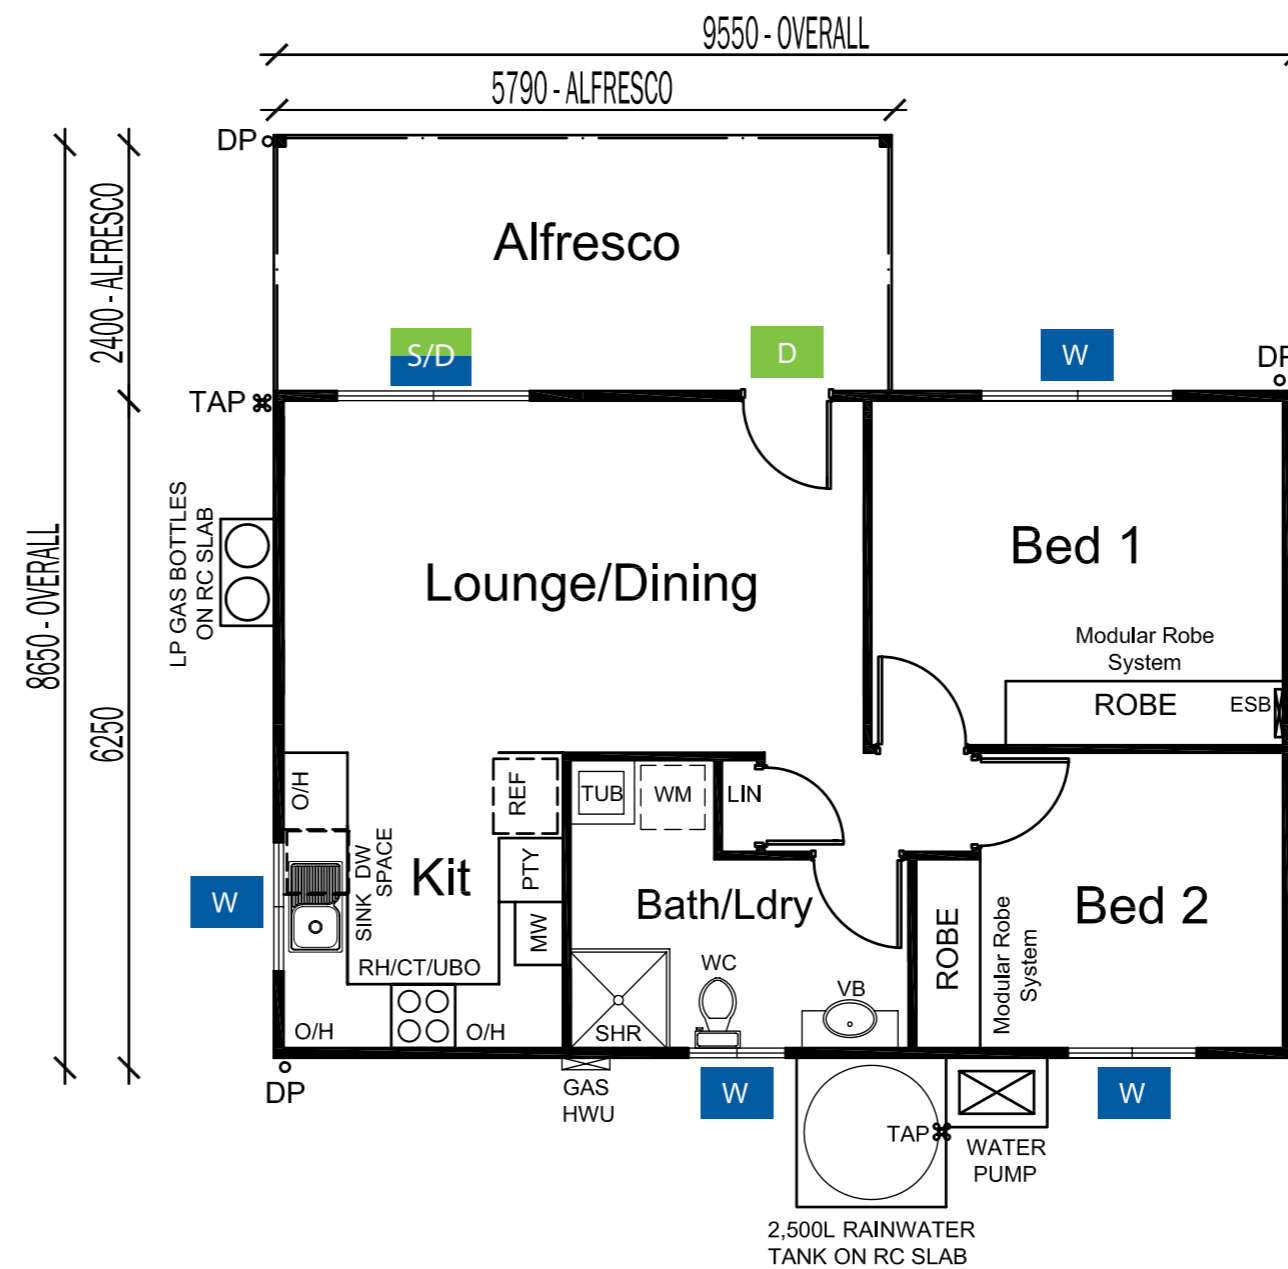 9550 - OVERALL
5790 - ALFRESCO
DP
8650 - OVERALL
2400 - ALFRESCO
6250
Alfresco
S/D
D
W
DP
TAP
LP GAS BOTTLES
ON RC SLAB
Lounge/Dining
Bed 1
Modular Robe
System
ROBE
ESB
O/H
REF
TUB
WM
LIN
SINK
DW
SPACE
Kit
PTY
MW
Bath/Ldry
Bed 2
W
RH/CT/UBO
WC
VB
ROBE
Modular Robe
System
O/H
O/H
SHR
DP
GAS
HWU
W
W
TAP
WATER
PUMP
2,500L RAINWATER
TANK ON RC SLAB